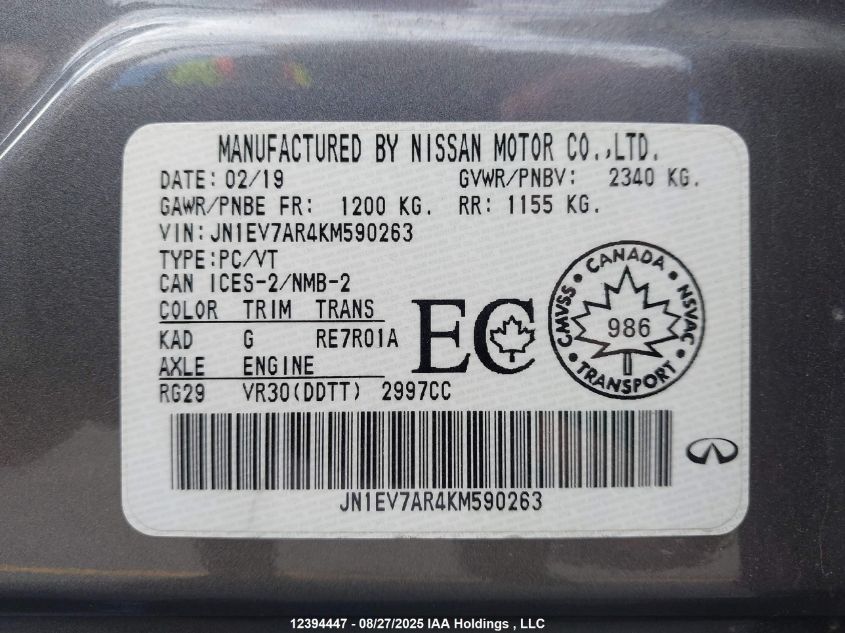 MANUFACTURED BY NISSAN MOTOR CO.,LTD.
DATE: 02/19 GVWR/PNBV: 2340 KG.
GAWR/PNBE FR: 1200 KG. RR: 1155 KG.
VIN: JN1EV7AR4KM590263
TYPE:PC/VT
CAN ICES-2/NMB-2
COLOR TRIM TRANS
KAD G RE7R01A
AXLE ENGINE
RG29 VR30(DDTT) 2997CC
EC
CANADA
CMVSS
NSVAC
986
TRANSPORT
JN1EV7AR4KM590263
12394447 - 08/27/2025 IAA Holdings , LLC